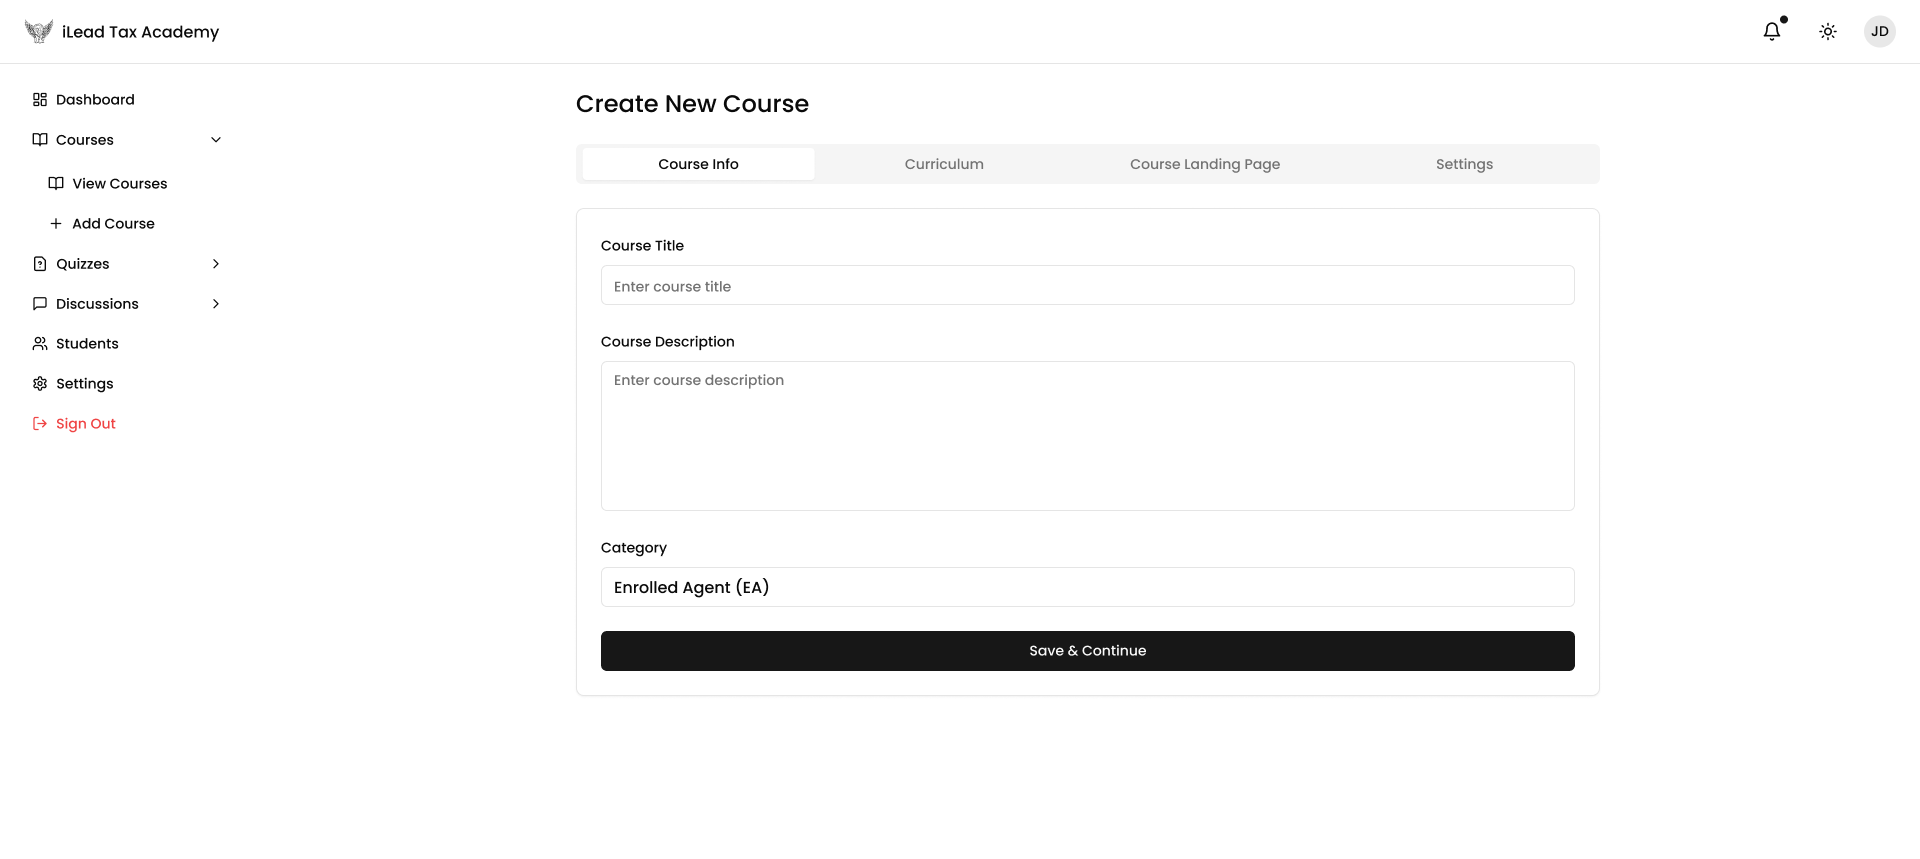 iLead Tax Academy
JD
Dashboard
Courses
View Courses
Add Course
Quizzes
Discussions
Students
Settings
Sign Out
Create New Course
Course Info
Curriculum
Course Landing Page
Settings
Course Title
Enter course title
Course Description
Enter course description
Category
Enrolled Agent (EA)
Save & Continue